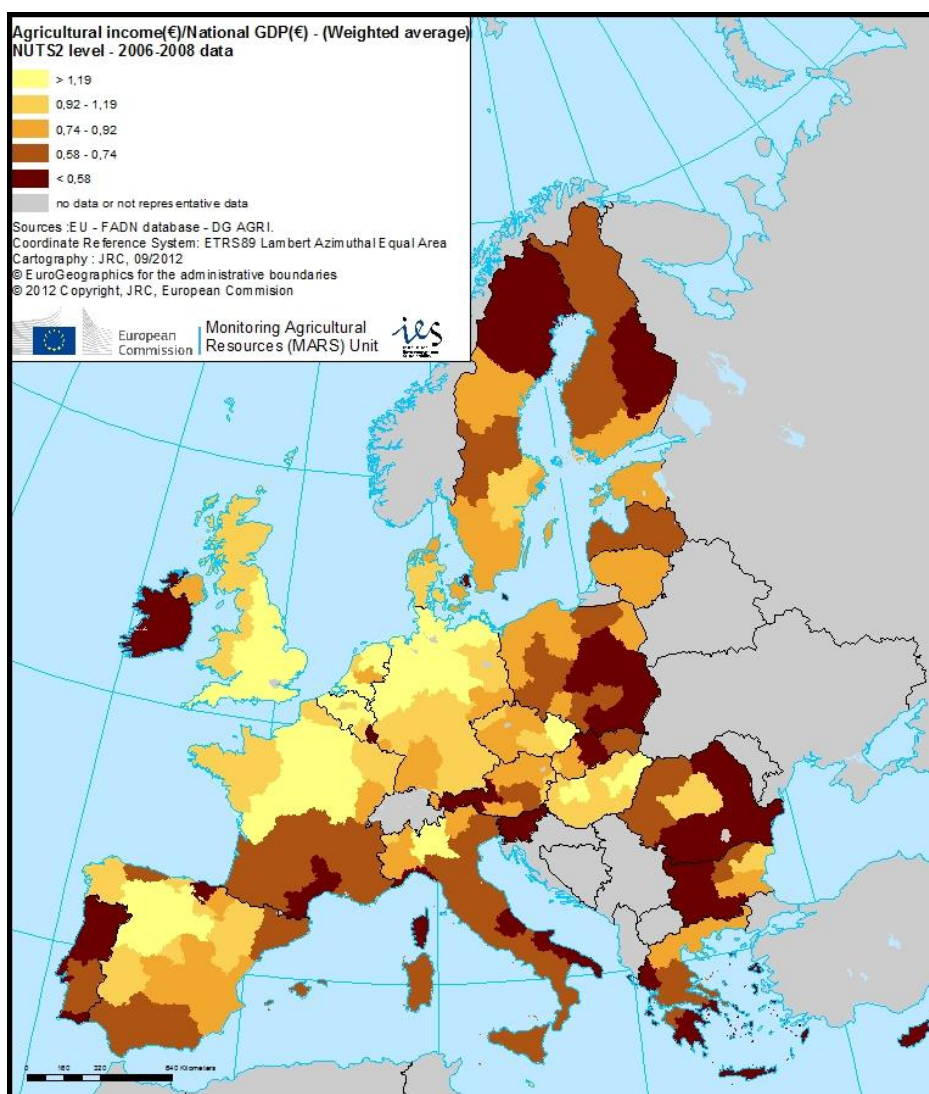 Agricultural income(€)/National GDP(€) - (Weighted average)
NUTS2 level - 2006-2008 data
> 1,19
0,92 - 1,19
0,74 - 0,92
0,58 - 0,74
< 0,58
no data or not representative data
Sources :EU - FADN database - DG AGRI.
Coordinate Reference System: ETRS89 Lambert Azimuthal Equal Area
Cartography : JRC, 09/2012
© EuroGeographics for the administrative boundaries
© 2012 Copyright, JRC, European Commision
European
Commission
Monitoring Agricultural
Resources (MARS) Unit
ies
0 160 320 640 Kilometers